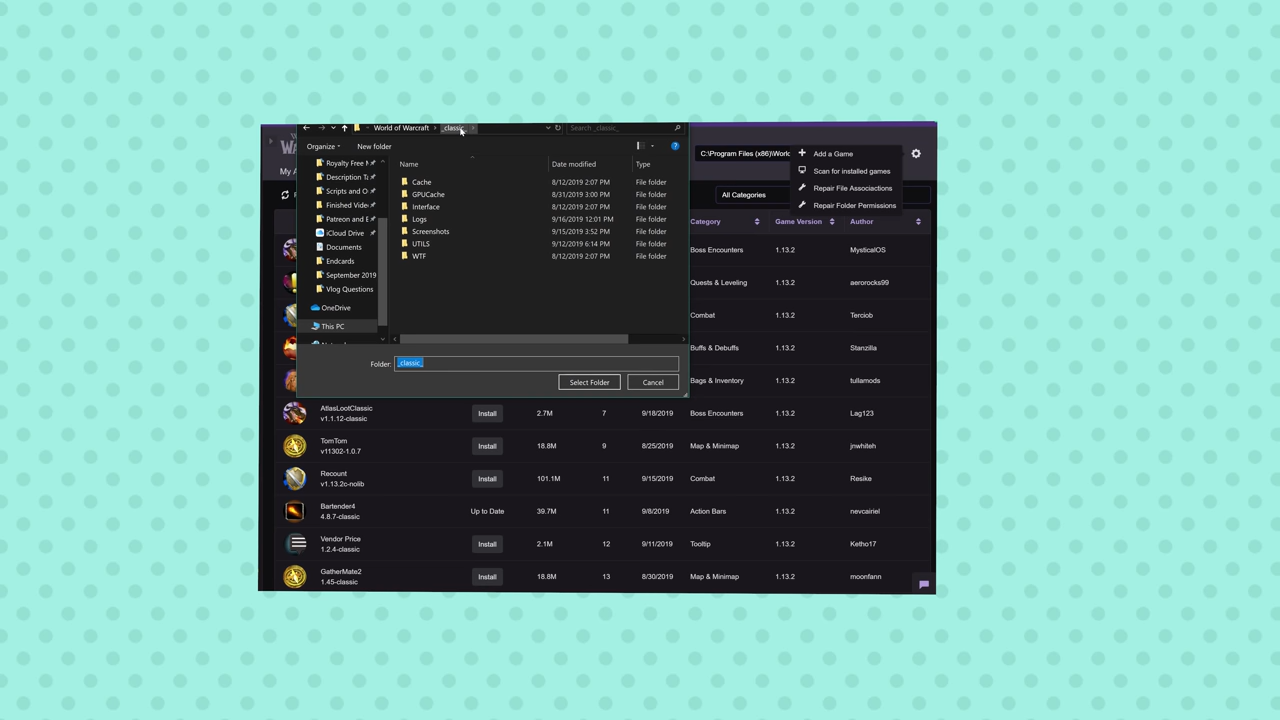 World of Warcraft > _classic_ >
Search _classic_
Organize
New folder
Royalty Free M
Description Ta
Scripts and O
Finished Vide
Patreon and E
iCloud Drive
Documents
Endcards
September 2019
Vlog Questions
OneDrive
This PC
Name Date modified Type
Cache 8/12/2019 2:07 PM File folder
GPUCache 8/31/2019 3:00 PM File folder
Interface 8/12/2019 2:07 PM File folder
Logs 9/16/2019 12:01 PM File folder
Screenshots 9/15/2019 3:52 PM File folder
UTILS 9/12/2019 6:14 PM File folder
WTF 8/12/2019 2:07 PM File folder
Folder: _classic_
Select Folder Cancel
My A
C:\Program Files (x86)\World
Add a Game
Scan for installed games
Repair File Associactions
Repair Folder Permissions
All Categories
Category Game Version Author
Boss Encounters 1.13.2 MysticalOS
Quests & Leveling 1.13.2 aerorocks99
Combat 1.13.2 Terciob
Buffs & Debuffs 1.13.2 Stanzilla
Bags & Inventory 1.13.2 tullamods
AtlasLootClassic
v1.1.12-classic
Install 2.7M 7 9/18/2019 Boss Encounters 1.13.2 Lag123
TomTom
v11302-1.0.7
Install 18.8M 9 8/25/2019 Map & Minimap 1.13.2 jnwhiteh
Recount
v1.13.2c-nolib
Install 101.1M 11 9/15/2019 Combat 1.13.2 Resike
Bartender4
4.8.7-classic
Up to Date 39.7M 11 9/8/2019 Action Bars 1.13.2 nevcairiel
Vendor Price
1.2.4-classic
Install 2.1M 12 9/11/2019 Tooltip 1.13.2 Ketho17
GatherMate2
1.45-classic
Install 18.8M 13 8/30/2019 Map & Minimap 1.13.2 moonfann